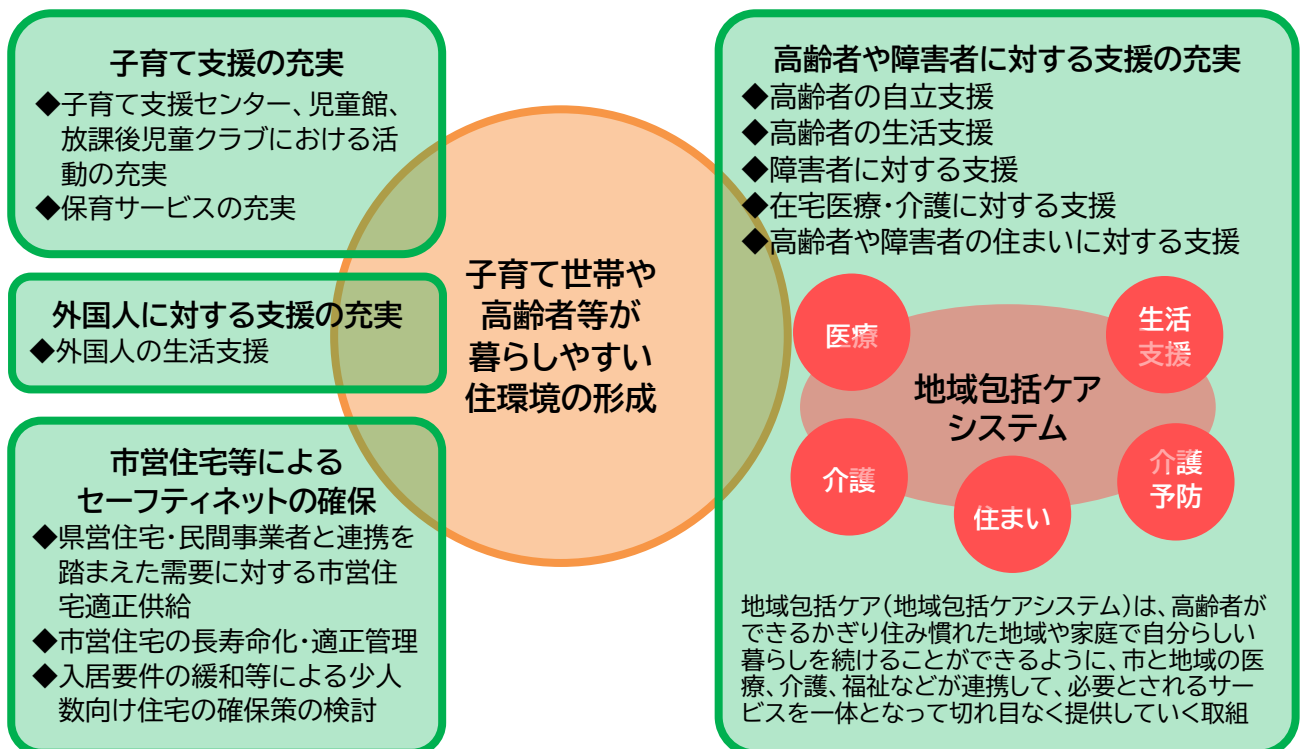 子育て支援の充実
◆子育て支援センター、児童館、
放課後児童クラブにおける活
動の充実
◆保育サービスの充実
外国人に対する支援の充実
◆外国人の生活支援
市営住宅等による
セーフティネットの確保
◆県営住宅・民間事業者と連携を
踏まえた需要に対する市営住
宅適正供給
◆市営住宅の長寿命化・適正管理
◆入居要件の緩和等による少人
数向け住宅の確保策の検討
子育て世帯や
高齢者等が
暮らしやすい
住環境の形成
高齢者や障害者に対する支援の充実
◆高齢者の自立支援
◆高齢者の生活支援
◆障害者に対する支援
◆在宅医療・介護に対する支援
◆高齢者や障害者の住まいに対する支援
医療
生活
支援
地域包括ケア
システム
介護
住まい
介護
予防
地域包括ケア(地域包括ケアシステム)は、高齢者が
できるかぎり住み慣れた地域や家庭で自分らしい
暮らしを続けることができるように、市と地域の医
療、介護、福祉などが連携して、必要とされるサー
ビスを一体となって切れ目なく提供していく取組